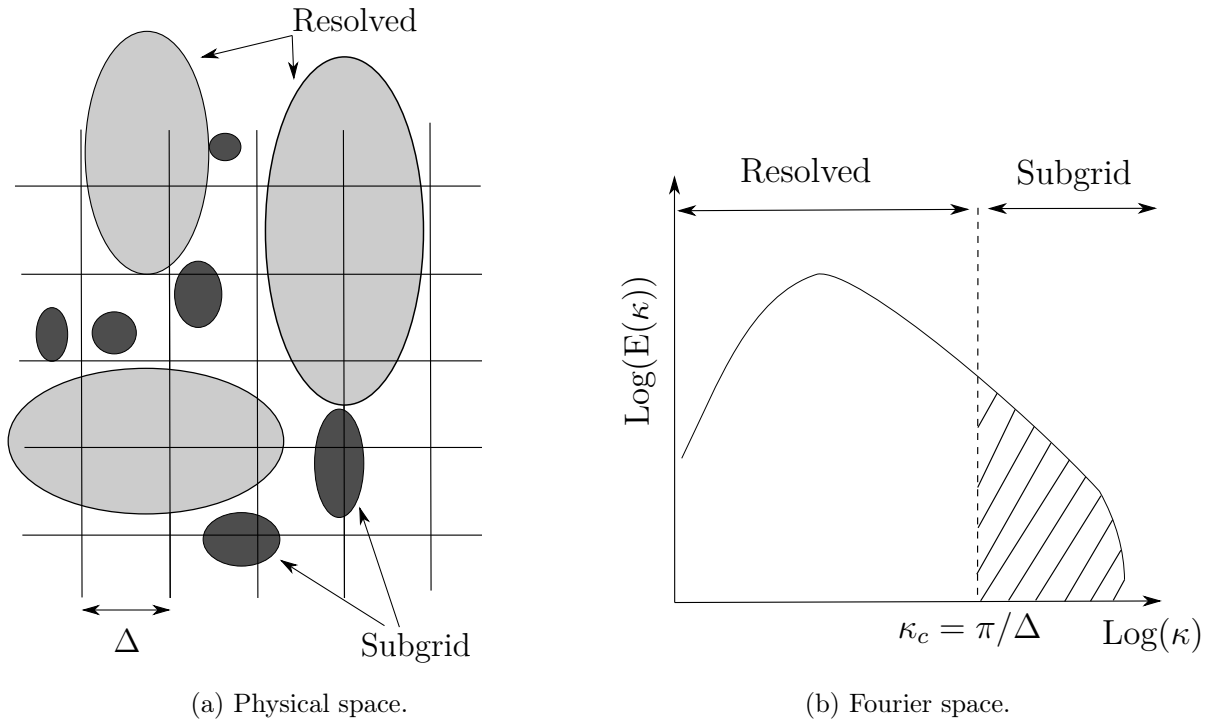 Resolved
Δ
Subgrid
(a) Physical space.
Resolved
Subgrid
Log(E(κ))
κ_c = π/Δ
Log(κ)
(b) Fourier space.